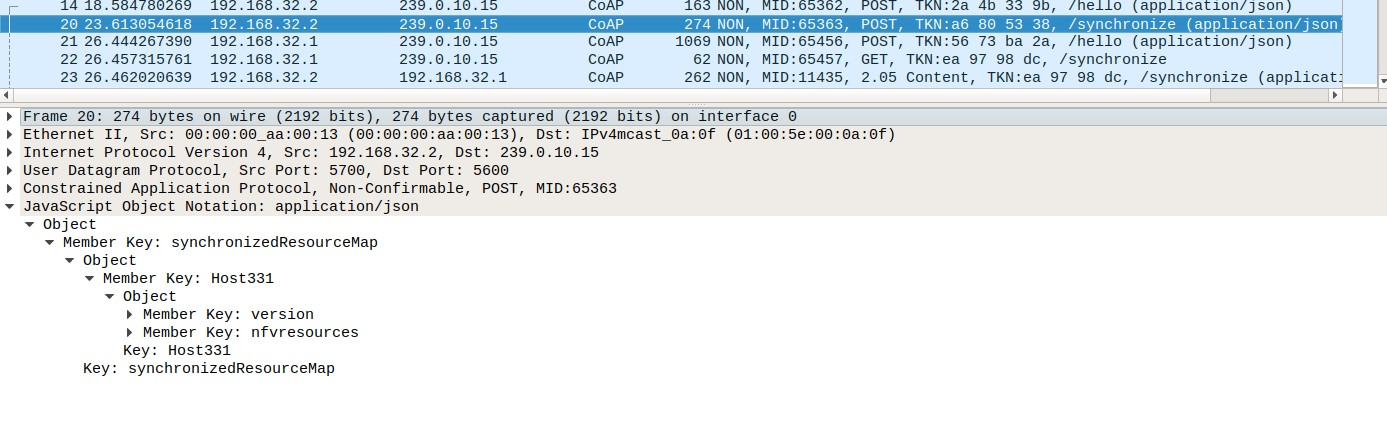 14 18.584780269 192.168.32.2 239.0.10.15 CoAP 163 NON, MID:65362, POST, TKN:2a 4b 33 9b, /hello (application/json)
20 23.613054618 192.168.32.2 239.0.10.15 CoAP 274 NON, MID:65363, POST, TKN:a6 80 53 38, /synchronize (application/json
21 26.444267390 192.168.32.1 239.0.10.15 CoAP 1069 NON, MID:65456, POST, TKN:56 73 ba 2a, /hello (application/json)
22 26.457315761 192.168.32.1 239.0.10.15 CoAP 62 NON, MID:65457, GET, TKN:ea 97 98 dc, /synchronize
23 26.462020639 192.168.32.2 192.168.32.1 CoAP 262 NON, MID:11435, 2.05 Content, TKN:ea 97 98 dc, /synchronize (applicati
Frame 20: 274 bytes on wire (2192 bits), 274 bytes captured (2192 bits) on interface 0
Ethernet II, Src: 00:00:00_aa:00:13 (00:00:00:aa:00:13), Dst: IPv4mcast_0a:0f (01:00:5e:00:0a:0f)
Internet Protocol Version 4, Src: 192.168.32.2, Dst: 239.0.10.15
User Datagram Protocol, Src Port: 5700, Dst Port: 5600
Constrained Application Protocol, Non-Confirmable, POST, MID:65363
JavaScript Object Notation: application/json
Object
Member Key: synchronizedResourceMap
Object
Member Key: Host331
Object
Member Key: version
Member Key: nfvresources
Key: Host331
Key: synchronizedResourceMap